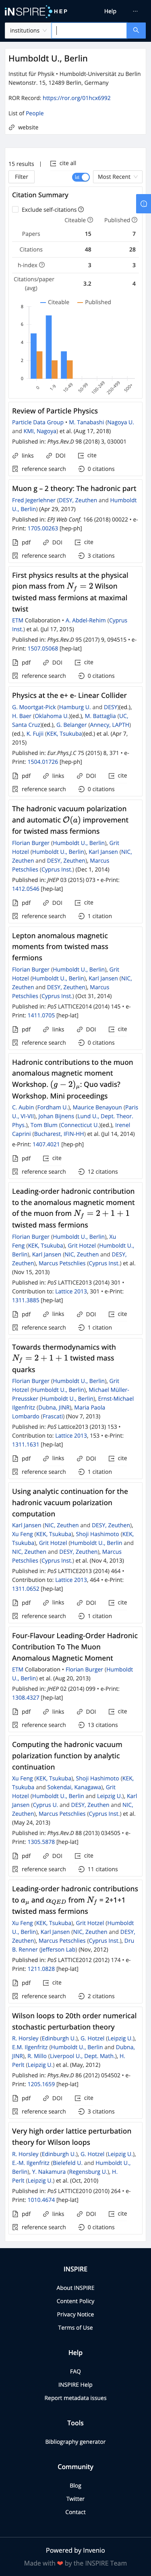 iNSPIRE HEP
Help
institutions
Humboldt U., Berlin
Institut für Physik • Humboldt-Universität zu Berlin
Newtonstr. 15, 12489 Berlin, Germany
ROR Record: https://ror.org/01hcx6992
List of People
website
15 results | cite all
Filter
Most Recent
Citation Summary
Exclude self-citations
Citeable Published
Papers 15 7
Citations 48 28
h-index 3 3
Citations/paper (avg) 3.2 4
Citeable Published
8
6
4
2
0
0 1-9 10-49 50-99 100-249 250-499 500+
Review of Particle Physics
Particle Data Group • M. Tanabashi (Nagoya U. and KMI, Nagoya) et al. (Aug 17, 2018)
Published in: Phys.Rev.D 98 (2018) 3, 030001
links DOI cite
reference search 0 citations
Muon g – 2 theory: The hadronic part
Fred Jegerlehner (DESY, Zeuthen and Humboldt U., Berlin) (Apr 29, 2017)
Published in: EPJ Web Conf. 166 (2018) 00022 • e-Print: 1705.00263 [hep-ph]
pdf DOI cite
reference search 3 citations
First physics results at the physical pion mass from N_f = 2 Wilson twisted mass fermions at maximal twist
ETM Collaboration • A. Abdel-Rehim (Cyprus Inst.) et al. (Jul 15, 2015)
Published in: Phys.Rev.D 95 (2017) 9, 094515 • e-Print: 1507.05068 [hep-lat]
pdf DOI cite
reference search 0 citations
Physics at the e+ e- Linear Collider
G. Moortgat-Pick (Hamburg U. and DESY)(ed.), H. Baer (Oklahoma U.)(ed.), M. Battaglia (UC, Santa Cruz)(ed.), G. Belanger (Annecy, LAPTH)(ed.), K. Fujii (KEK, Tsukuba)(ed.) et al. (Apr 7, 2015)
Published in: Eur.Phys.J.C 75 (2015) 8, 371 • e-Print: 1504.01726 [hep-ph]
pdf links DOI cite
reference search 0 citations
The hadronic vacuum polarization and automatic O(a) improvement for twisted mass fermions
Florian Burger (Humboldt U., Berlin), Grit Hotzel (Humboldt U., Berlin), Karl Jansen (NIC, Zeuthen and DESY, Zeuthen), Marcus Petschlies (Cyprus Inst.) (Dec 1, 2014)
Published in: JHEP 03 (2015) 073 • e-Print: 1412.0546 [hep-lat]
pdf DOI cite
reference search 1 citation
Lepton anomalous magnetic moments from twisted mass fermions
Florian Burger (Humboldt U., Berlin), Grit Hotzel (Humboldt U., Berlin), Karl Jansen (NIC, Zeuthen and DESY, Zeuthen), Marcus Petschlies (Cyprus Inst.) (Oct 31, 2014)
Published in: PoS LATTICE2014 (2014) 145 • e-Print: 1411.0705 [hep-lat]
pdf links DOI cite
reference search 0 citations
Hadronic contributions to the muon anomalous magnetic moment Workshop. (g − 2)μ: Quo vadis? Workshop. Mini proceedings
C. Aubin (Fordham U.), Maurice Benayoun (Paris U., VI-VII), Johan Bijnens (Lund U., Dept. Theor. Phys.), Tom Blum (Connecticut U.)(ed.), Irenel Caprini (Bucharest, IFIN-HH) et al. (Jul 14, 2014)
e-Print: 1407.4021 [hep-ph]
pdf cite
reference search 12 citations
Leading-order hadronic contributions to the anomalous magnetic moment of the muon from N_f = 2 + 1 + 1 twisted mass fermions
Florian Burger (Humboldt U., Berlin), Xu Feng (KEK, Tsukuba), Grit Hotzel (Humboldt U., Berlin), Karl Jansen (NIC, Zeuthen and DESY, Zeuthen), Marcus Petschlies (Cyprus Inst.) et al. (Nov 15, 2013)
Published in: PoS LATTICE2013 (2014) 301 • Contribution to: Lattice 2013, 301 • e-Print: 1311.3885 [hep-lat]
pdf links DOI cite
reference search 1 citation
Towards thermodynamics with N_f = 2 + 1 + 1 twisted mass quarks
Florian Burger (Humboldt U., Berlin), Grit Hotzel (Humboldt U., Berlin), Michael Müller-Preussker (Humboldt U., Berlin), Ernst-Michael Ilgenfritz (Dubna, JINR), Maria Paola Lombardo (Frascati) (Nov 7, 2013)
Published in: PoS Lattice2013 (2013) 153 • Contribution to: Lattice 2013, 153 • e-Print: 1311.1631 [hep-lat]
pdf links DOI cite
reference search 1 citation
Using analytic continuation for the hadronic vacuum polarization computation
Karl Jansen (NIC, Zeuthen and DESY, Zeuthen), Xu Feng (KEK, Tsukuba), Shoji Hashimoto (KEK, Tsukuba), Grit Hotzel (Humboldt U., Berlin and NIC, Zeuthen and DESY, Zeuthen), Marcus Petschlies (Cyprus Inst.) et al. (Nov 4, 2013)
Published in: PoS LATTICE2013 (2014) 464 • Contribution to: Lattice 2013, 464 • e-Print: 1311.0652 [hep-lat]
pdf links DOI cite
reference search 1 citation
Four-Flavour Leading-Order Hadronic Contribution To The Muon Anomalous Magnetic Moment
ETM Collaboration • Florian Burger (Humboldt U., Berlin) et al. (Aug 20, 2013)
Published in: JHEP 02 (2014) 099 • e-Print: 1308.4327 [hep-lat]
pdf links DOI cite
reference search 13 citations
Computing the hadronic vacuum polarization function by analytic continuation
Xu Feng (KEK, Tsukuba), Shoji Hashimoto (KEK, Tsukuba and Sokendai, Kanagawa), Grit Hotzel (Humboldt U., Berlin and Leipzig U.), Karl Jansen (Cyprus U. and DESY, Zeuthen and NIC, Zeuthen), Marcus Petschlies (Cyprus Inst.) et al. (May 24, 2013)
Published in: Phys.Rev.D 88 (2013) 034505 • e-Print: 1305.5878 [hep-lat]
pdf DOI cite
reference search 11 citations
Leading-order hadronic contributions to aμ and αQED from N_f = 2+1+1 twisted mass fermions
Xu Feng (KEK, Tsukuba), Grit Hotzel (Humboldt U., Berlin), Karl Jansen (NIC, Zeuthen and DESY, Zeuthen), Marcus Petschlies (Cyprus Inst.), Dru B. Renner (Jefferson Lab) (Nov, 2012)
Published in: PoS LATTICE2012 (2012) 174 • e-Print: 1211.0828 [hep-lat]
pdf cite
reference search 2 citations
Wilson loops to 20th order numerical stochastic perturbation theory
R. Horsley (Edinburgh U.), G. Hotzel (Leipzig U.), E.M. Ilgenfritz (Humboldt U., Berlin and Dubna, JINR), R. Millo (Liverpool U., Dept. Math.), H. Perlt (Leipzig U.) et al. (May, 2012)
Published in: Phys.Rev.D 86 (2012) 054502 • e-Print: 1205.1659 [hep-lat]
pdf DOI cite
reference search 3 citations
Very high order lattice perturbation theory for Wilson loops
R. Horsley (Edinburgh U.), G. Hotzel (Leipzig U.), E.-M. Ilgenfritz (Bielefeld U. and Humboldt U., Berlin), Y. Nakamura (Regensburg U.), H. Perlt (Leipzig U.) et al. (Oct, 2010)
Published in: PoS LATTICE2010 (2010) 264 • e-Print: 1010.4674 [hep-lat]
pdf links DOI cite
reference search 0 citations
INSPIRE
About INSPIRE
Content Policy
Privacy Notice
Terms of Use
Help
FAQ
INSPIRE Help
Report metadata issues
Tools
Bibliography generator
Community
Blog
Twitter
Contact
Powered by Invenio
Made with ❤ by the INSPIRE Team